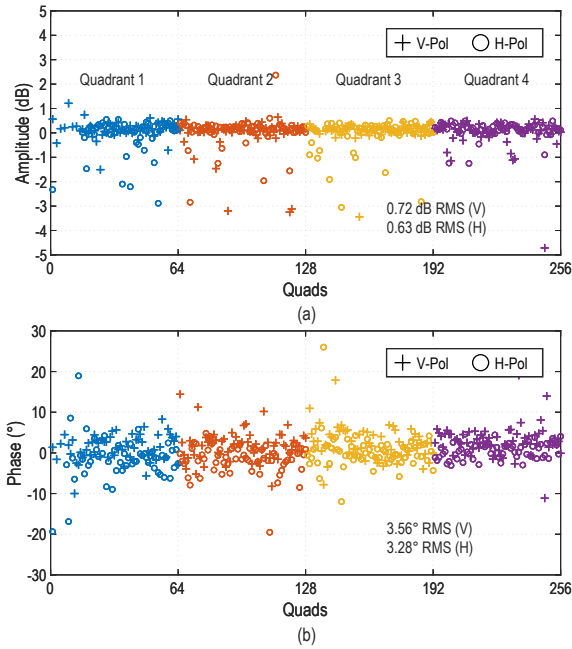 5
4
3
2
1
0
-1
-2
-3
-4
-5
Amplitude (dB)
V-Pol H-Pol
Quadrant 1 Quadrant 2 Quadrant 3 Quadrant 4
0.72 dB RMS (V)
0.63 dB RMS (H)
0 64 128 192 256
Quads
(a)
30
20
10
0
-10
-20
-30
Phase (°)
V-Pol H-Pol
3.56° RMS (V)
3.28° RMS (H)
0 64 128 192 256
Quads
(b)